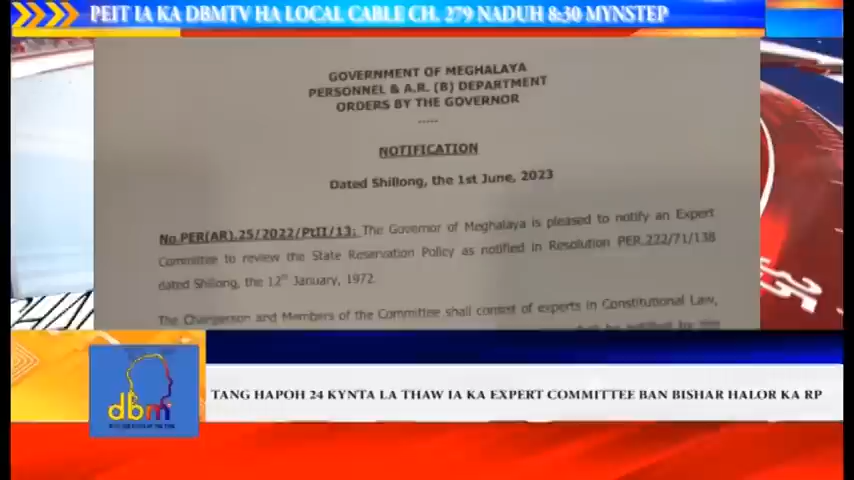 PEIT IA KA DBMTV HA LOCAL CABLE CH. 279 NADUH 8:30 MYNSTEP
GOVERNMENT OF MEGHALAYA
PERSONNEL & A.R. (B) DEPARTMENT
ORDERS BY THE GOVERNOR
-----
NOTIFICATION
Dated Shillong, the 1st June, 2023
No.PER(AR).25/2022/PtII/13: The Governor of Meghalaya is pleased to notify an Expert
Committee to review the State Reservation Policy as notified in Resolution PER.222/71/138
dated Shillong, the 12th January, 1972.
The Chairperson and Members of the Committee shall consist of experts in Constitutional Law,
dbm
TANG HAPOH 24 KYNTA LA THAW IA KA EXPERT COMMITTEE BAN BISHAR HALOR KA RP